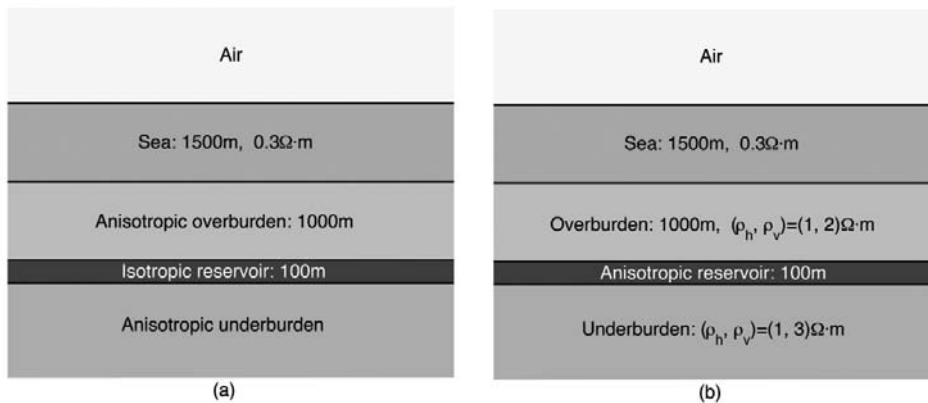 Air
Sea: 1500m, 0.3Ω·m
Anisotropic overburden: 1000m
Isotropic reservoir: 100m
Anisotropic underburden
(a)
Air
Sea: 1500m, 0.3Ω·m
Overburden: 1000m, (ρh, ρv)=(1, 2)Ω·m
Anisotropic reservoir: 100m
Underburden: (ρh, ρv)=(1, 3)Ω·m
(b)